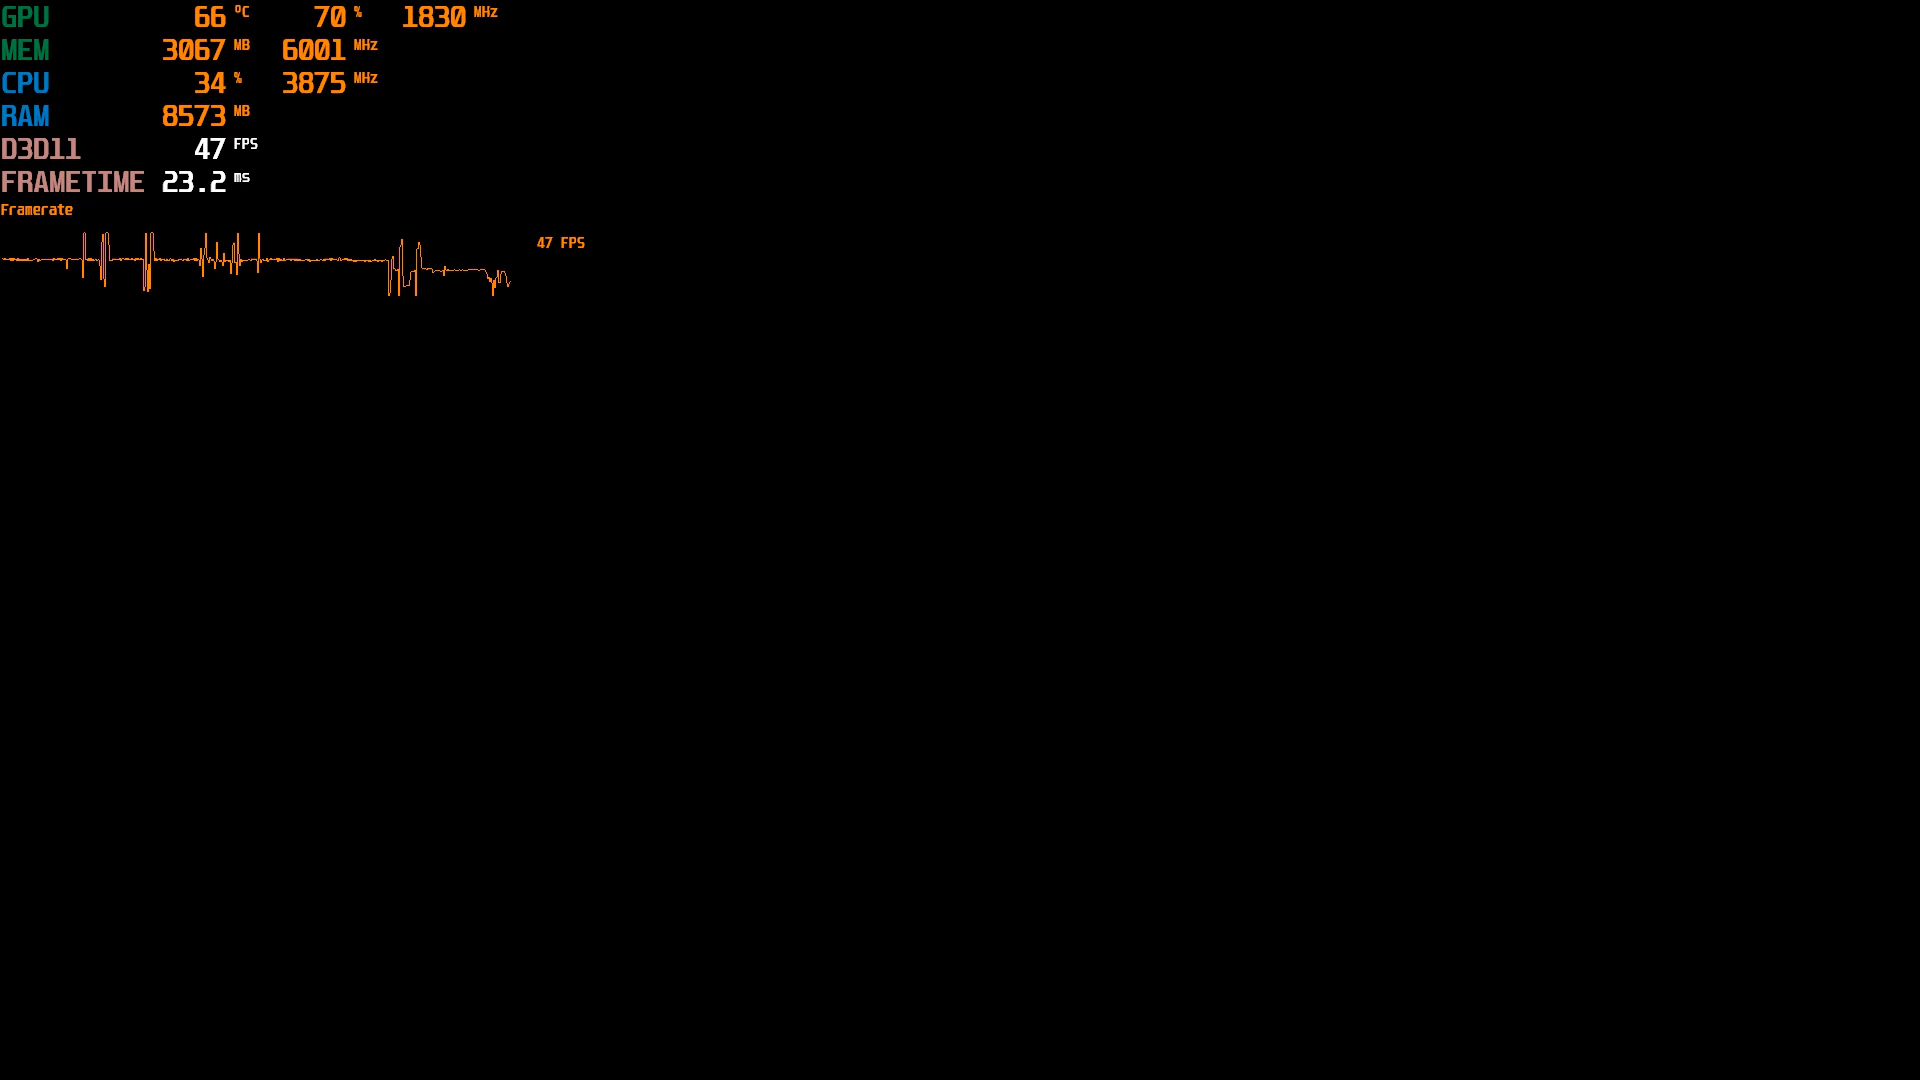 GPU 66 °C 70 % 1830 MHz
MEM 3067 MB 6001 MHz
CPU 34 % 3875 MHz
RAM 8573 MB
D3D11 47 FPS
FRAMETIME 23.2 ms
Framerate
47 FPS